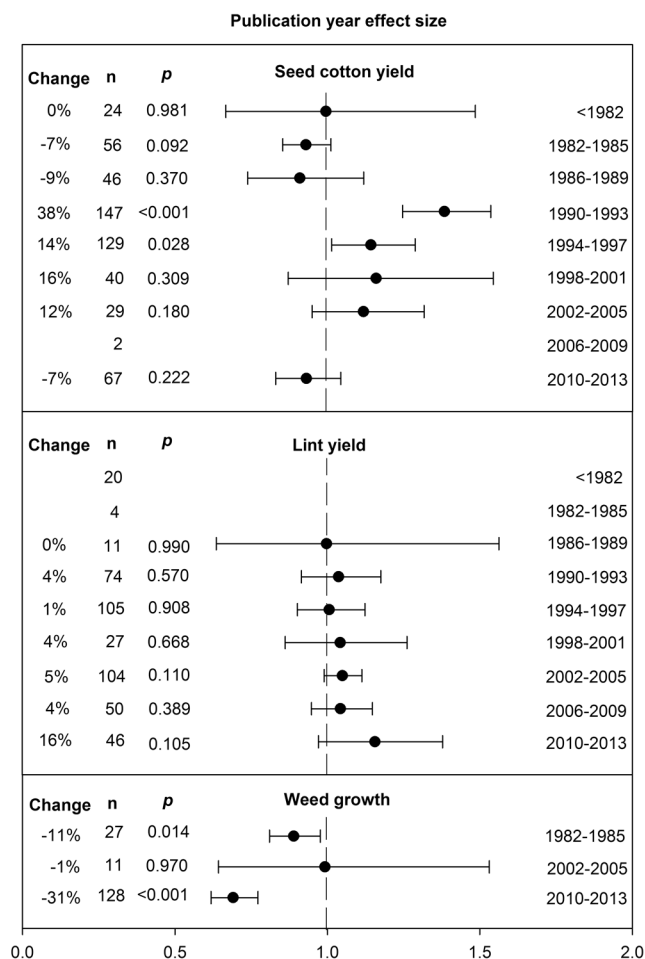 Publication year effect size
Change n p Seed cotton yield
0% 24 0.981 <1982
-7% 56 0.092 1982-1985
-9% 46 0.370 1986-1989
38% 147 <0.001 1990-1993
14% 129 0.028 1994-1997
16% 40 0.309 1998-2001
12% 29 0.180 2002-2005
2 2006-2009
-7% 67 0.222 2010-2013
Change n p Lint yield
20 <1982
4 1982-1985
0% 11 0.990 1986-1989
4% 74 0.570 1990-1993
1% 105 0.908 1994-1997
4% 27 0.668 1998-2001
5% 104 0.110 2002-2005
4% 50 0.389 2006-2009
16% 46 0.105 2010-2013
Change n p Weed growth
-11% 27 0.014 1982-1985
-1% 11 0.970 2002-2005
-31% 128 <0.001 2010-2013
0.0 0.5 1.0 1.5 2.0